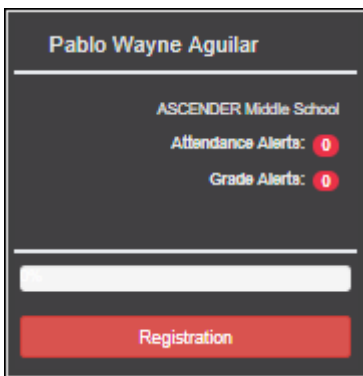 Pablo Wayne Aguilar
ASCENDER Middle School
Attendance Alerts: 0
Grade Alerts: 0
Registration